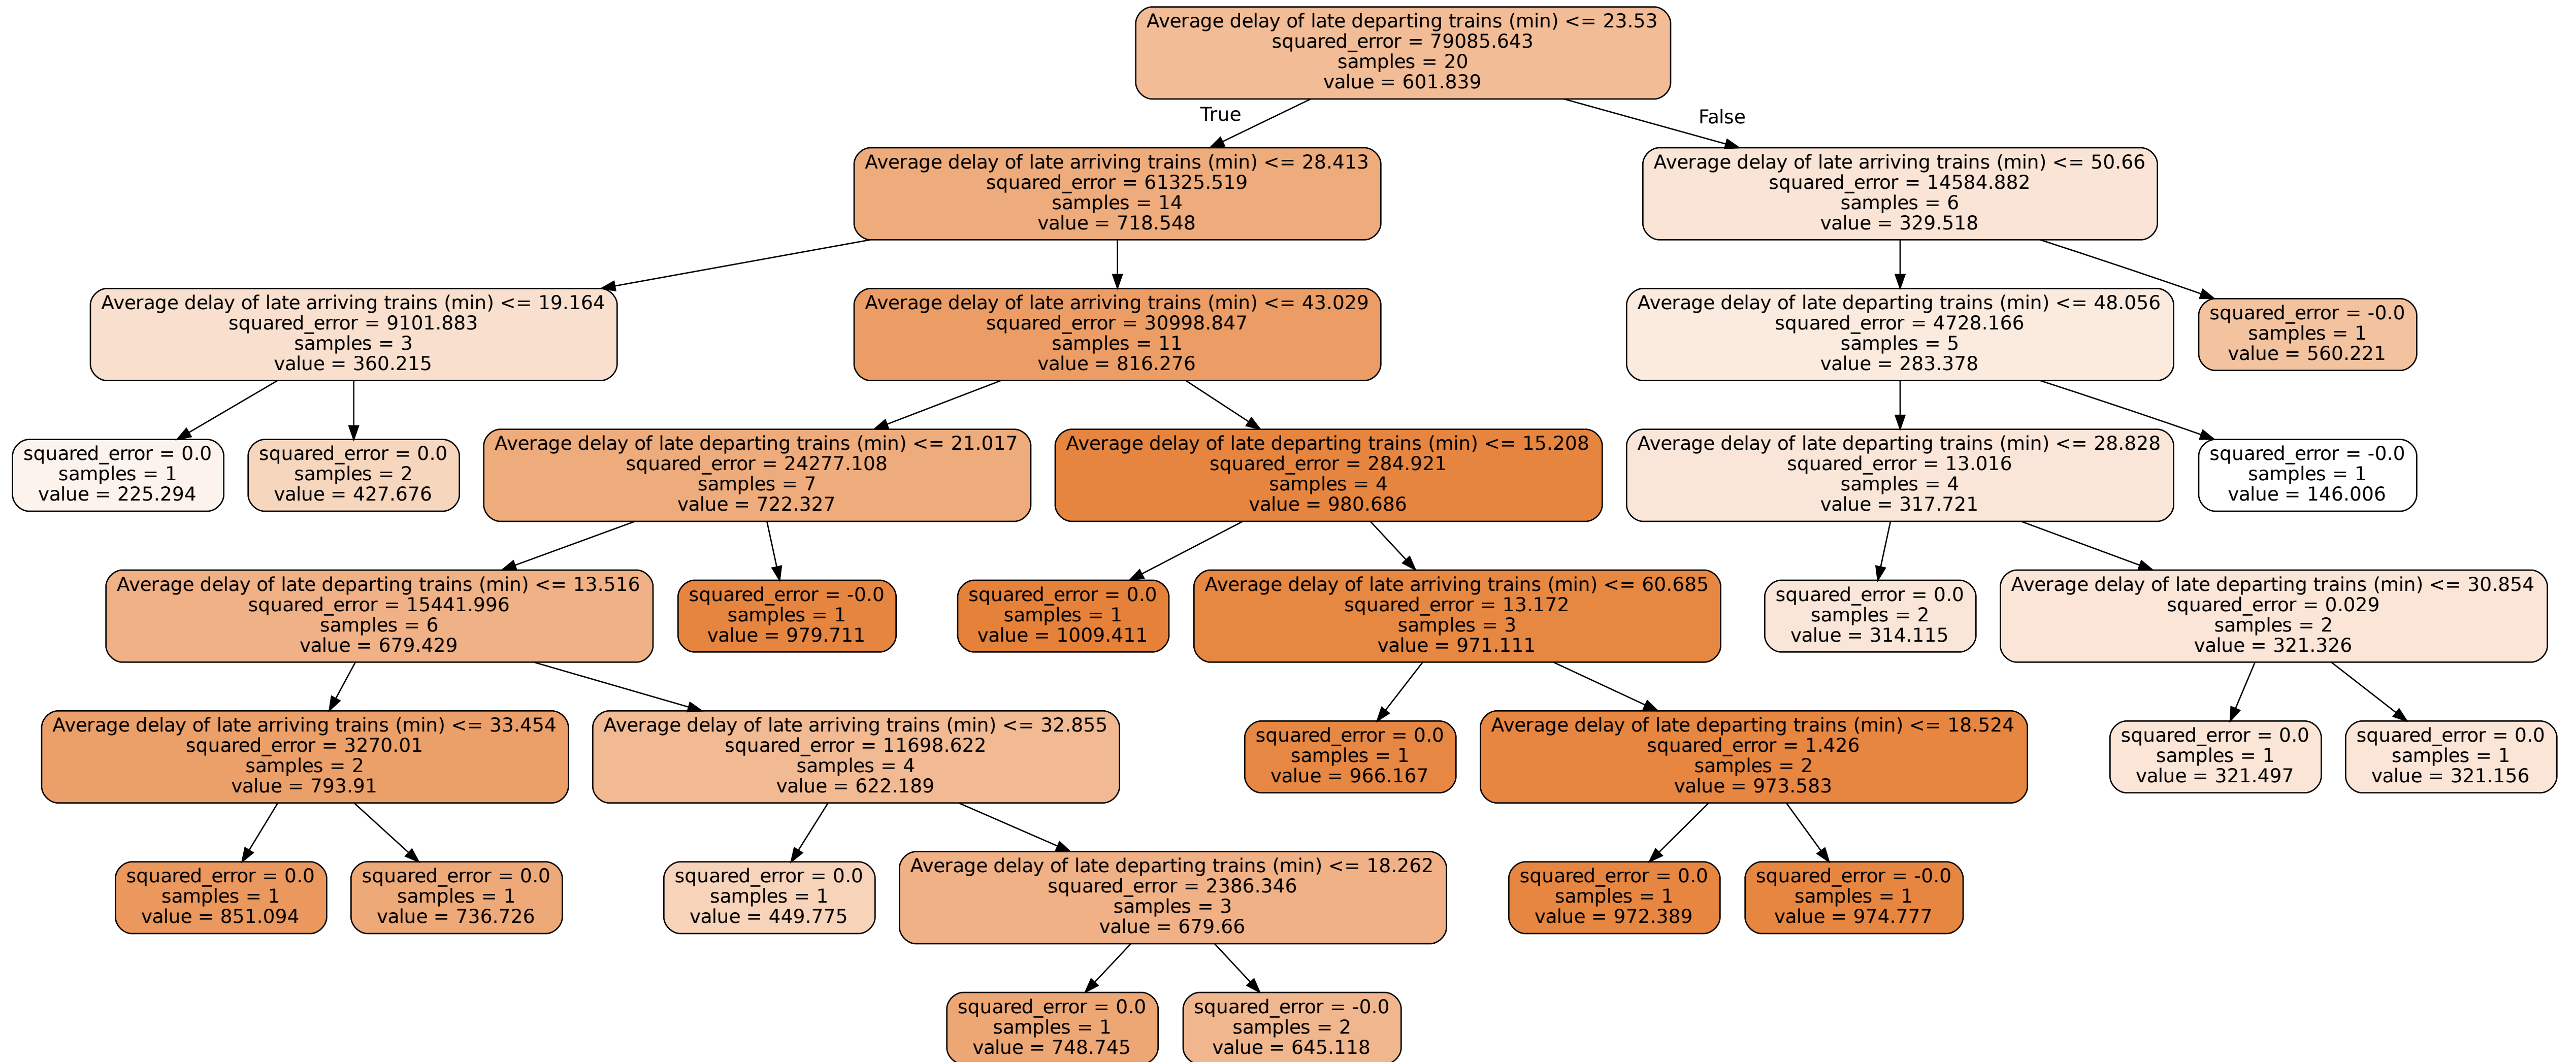 Average delay of late departing trains (min) <= 23.53
squared_error = 79085.643
samples = 20
value = 601.839
True
False
Average delay of late arriving trains (min) <= 28.413
squared_error = 61325.519
samples = 14
value = 718.548
Average delay of late arriving trains (min) <= 50.66
squared_error = 14584.882
samples = 6
value = 329.518
Average delay of late arriving trains (min) <= 19.164
squared_error = 9101.883
samples = 3
value = 360.215
Average delay of late arriving trains (min) <= 43.029
squared_error = 30998.847
samples = 11
value = 816.276
Average delay of late departing trains (min) <= 48.056
squared_error = 4728.166
samples = 5
value = 283.378
squared_error = -0.0
samples = 1
value = 560.221
squared_error = 0.0
samples = 1
value = 225.294
squared_error = 0.0
samples = 2
value = 427.676
Average delay of late departing trains (min) <= 21.017
squared_error = 24277.108
samples = 7
value = 722.327
Average delay of late departing trains (min) <= 15.208
squared_error = 284.921
samples = 4
value = 980.686
Average delay of late departing trains (min) <= 28.828
squared_error = 13.016
samples = 4
value = 317.721
squared_error = -0.0
samples = 1
value = 146.006
Average delay of late departing trains (min) <= 13.516
squared_error = 15441.996
samples = 6
value = 679.429
squared_error = -0.0
samples = 1
value = 979.711
squared_error = 0.0
samples = 1
value = 1009.411
Average delay of late arriving trains (min) <= 60.685
squared_error = 13.172
samples = 3
value = 971.111
squared_error = 0.0
samples = 2
value = 314.115
Average delay of late departing trains (min) <= 30.854
squared_error = 0.029
samples = 2
value = 321.326
Average delay of late arriving trains (min) <= 33.454
squared_error = 3270.01
samples = 2
value = 793.91
Average delay of late arriving trains (min) <= 32.855
squared_error = 11698.622
samples = 4
value = 622.189
squared_error = 0.0
samples = 1
value = 966.167
Average delay of late departing trains (min) <= 18.524
squared_error = 1.426
samples = 2
value = 973.583
squared_error = 0.0
samples = 1
value = 321.497
squared_error = 0.0
samples = 1
value = 321.156
squared_error = 0.0
samples = 1
value = 851.094
squared_error = 0.0
samples = 1
value = 736.726
squared_error = 0.0
samples = 1
value = 449.775
Average delay of late departing trains (min) <= 18.262
squared_error = 2386.346
samples = 3
value = 679.66
squared_error = 0.0
samples = 1
value = 972.389
squared_error = -0.0
samples = 1
value = 974.777
squared_error = 0.0
samples = 1
value = 748.745
squared_error = -0.0
samples = 2
value = 645.118